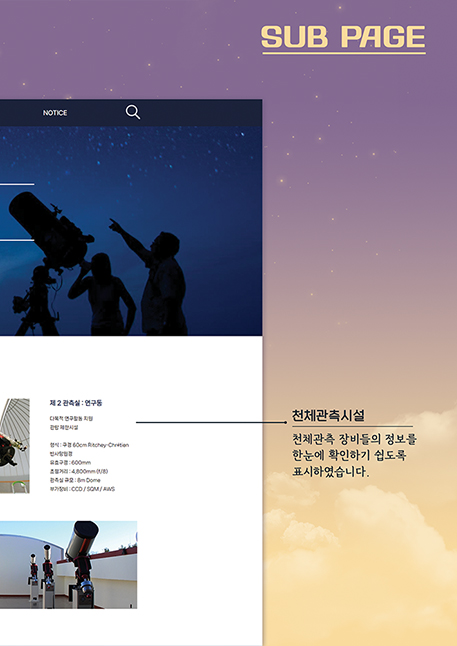 SUB PAGE
NOTICE
제 2 관측실 : 연구동
다목적 연구활동 지원
관람 제한시설
형식 : 구경 60cm Ritchey-Chretien
반사망원경
유효구경 : 600mm
초점거리 : 4,800mm (f/8)
관측실 규모 : 8m Dome
부가장비 : CCD / SQM / AWS
천체관측시설
천체관측 장비들의 정보를
한눈에 확인하기 쉽도록
표시하였습니다.